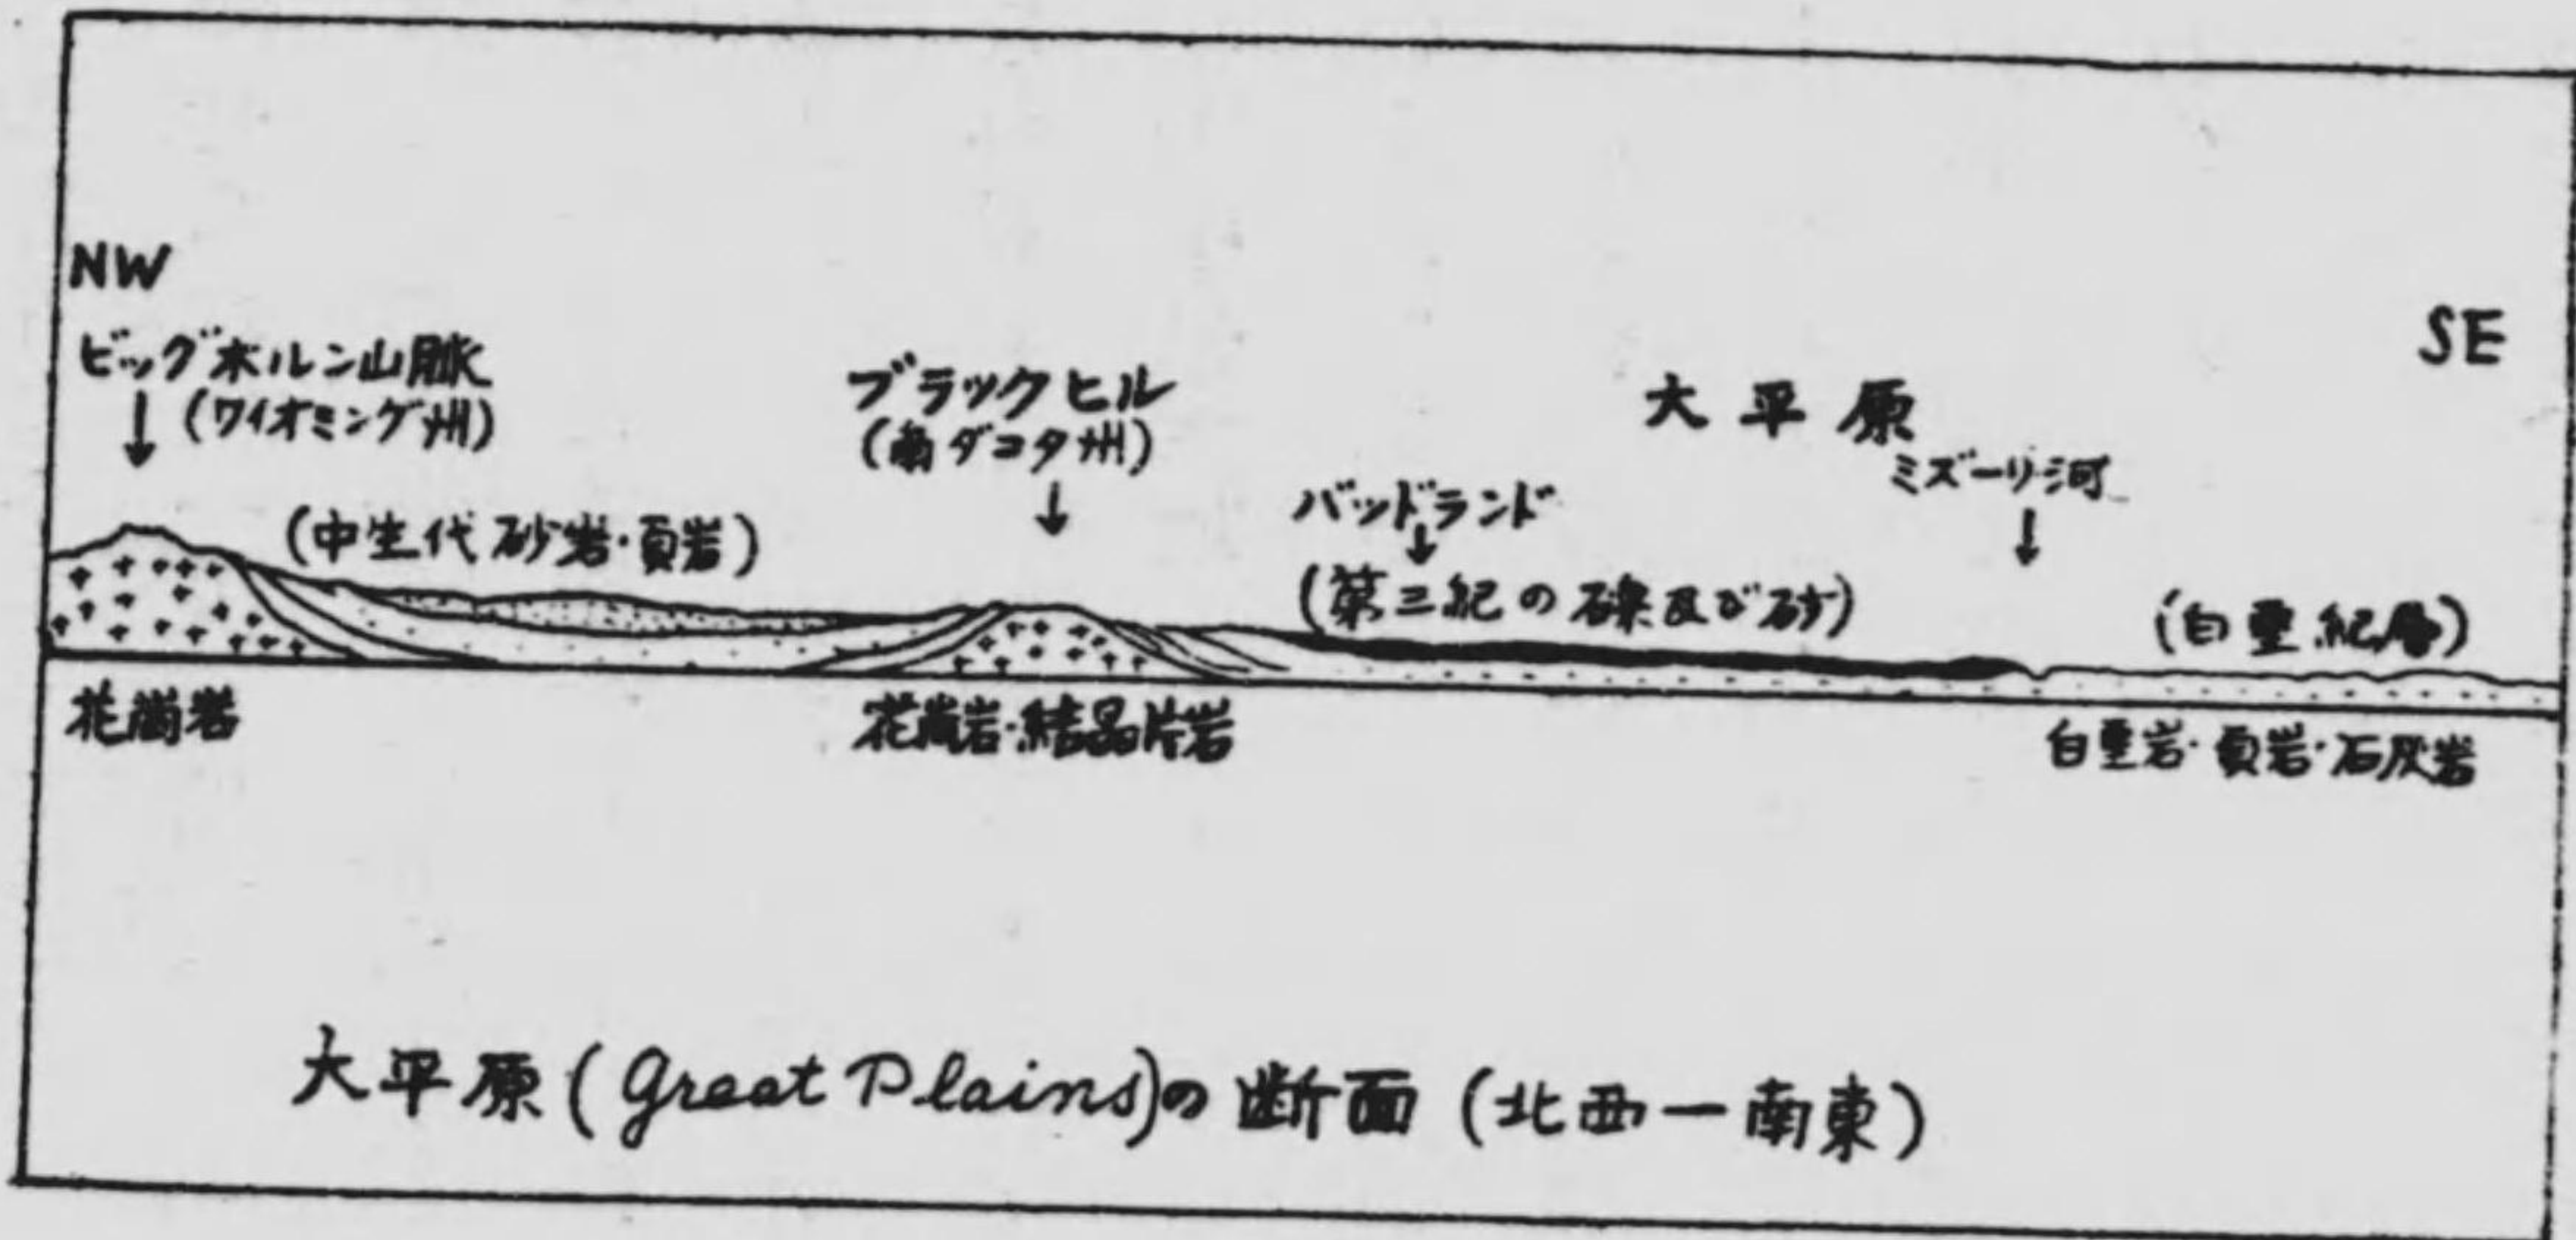 NW
SE
ビッグホルン山脈
(ワイオミング州)
ブラックヒル
(南ダコタ州)
大平原
ミズーリ河
バッドランド
(中生代砂岩・頁岩)
(第三紀の礫及び砂)
(白亜紀層)
花崗岩
花崗岩・結晶片岩
白亜岩・頁岩・石灰岩
大平原(Great Plains)の断面(北西ー南東)